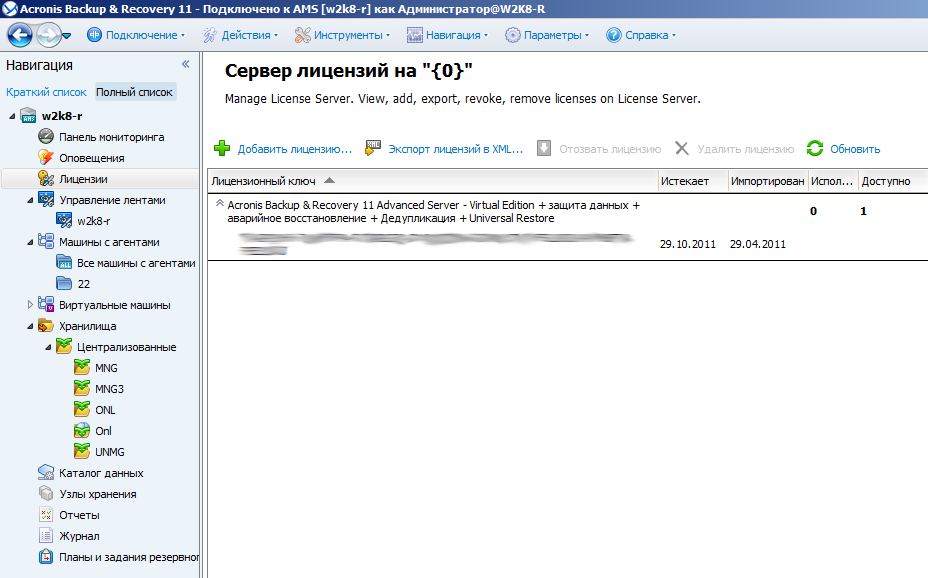 Acronis Backup & Recovery 11 - Подключено к AMS [w2k8-r] как Администратор@W2K8-R
Подключение Действия Инструменты Навигация Параметры Справка
Навигация
Краткий список Полный список
w2k8-r
Панель мониторинга
Оповещения
Лицензии
Управление лентами
w2k8-r
Машины с агентами
Все машины с агентами
22
Виртуальные машины
Хранилища
Централизованные
MNG
MNG3
ONL
Onl
UNMG
Каталог данных
Узлы хранения
Отчеты
Журнал
Планы и задания резервног
Сервер лицензий на "{0}"
Manage License Server. View, add, export, revoke, remove licenses on License Server.
Добавить лицензию... Экспорт лицензий в XML... Отозвать лицензию Удалить лицензию Обновить
Лицензионный ключ Истекает Импортирован Испол... Доступно
Acronis Backup & Recovery 11 Advanced Server - Virtual Edition + защита данных +
аварийное восстановление + Дедупликация + Universal Restore
0 1
29.10.2011 29.04.2011